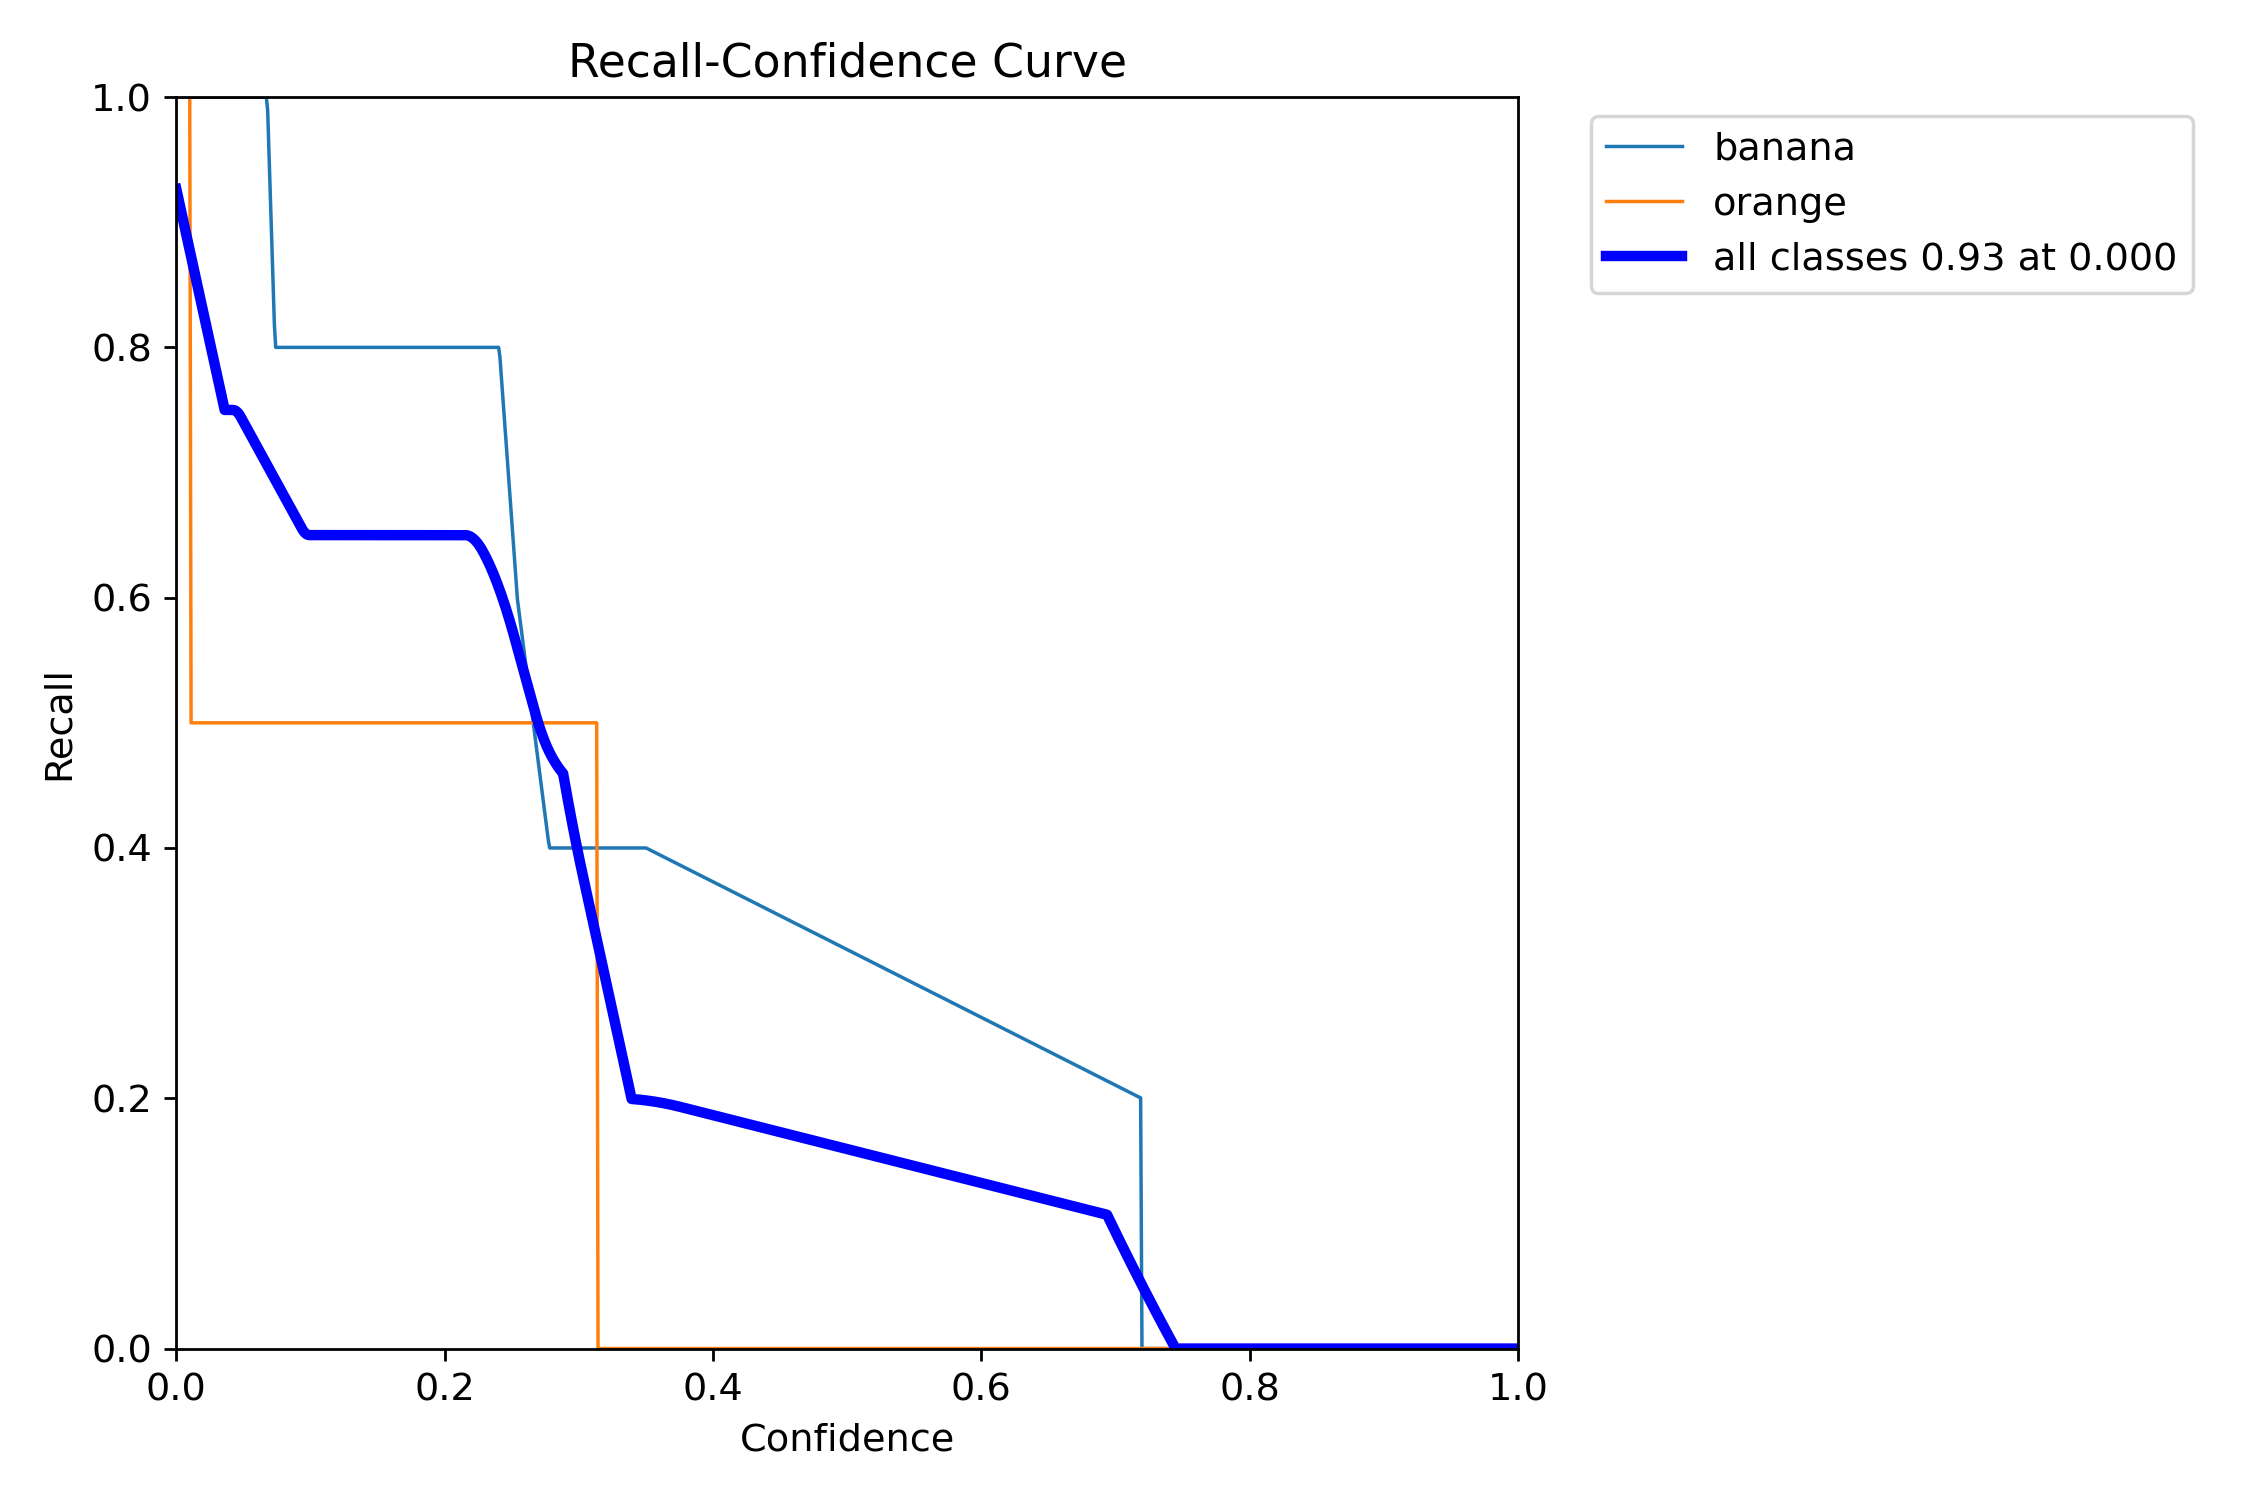 Recall-Confidence Curve
1.0
0.8
0.6
0.4
0.2
0.0
Recall
0.0 0.2 0.4 0.6 0.8 1.0
Confidence
banana
orange
all classes 0.93 at 0.000